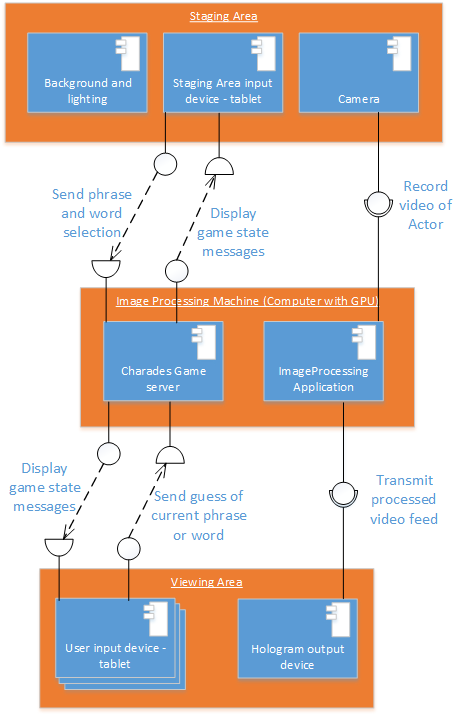 Staging Area
Background and
lighting
Staging Area input
device - tablet
Camera
Send phrase
and word
selection
Display
game state
messages
Record
video of
Actor
Image Processing Machine (Computer with GPU)
Charades Game
server
ImageProcessing
Application
Display
game state
messages
Send guess of
current phrase
or word
Transmit
processed
video feed
Viewing Area
User input device -
tablet
Hologram output
device